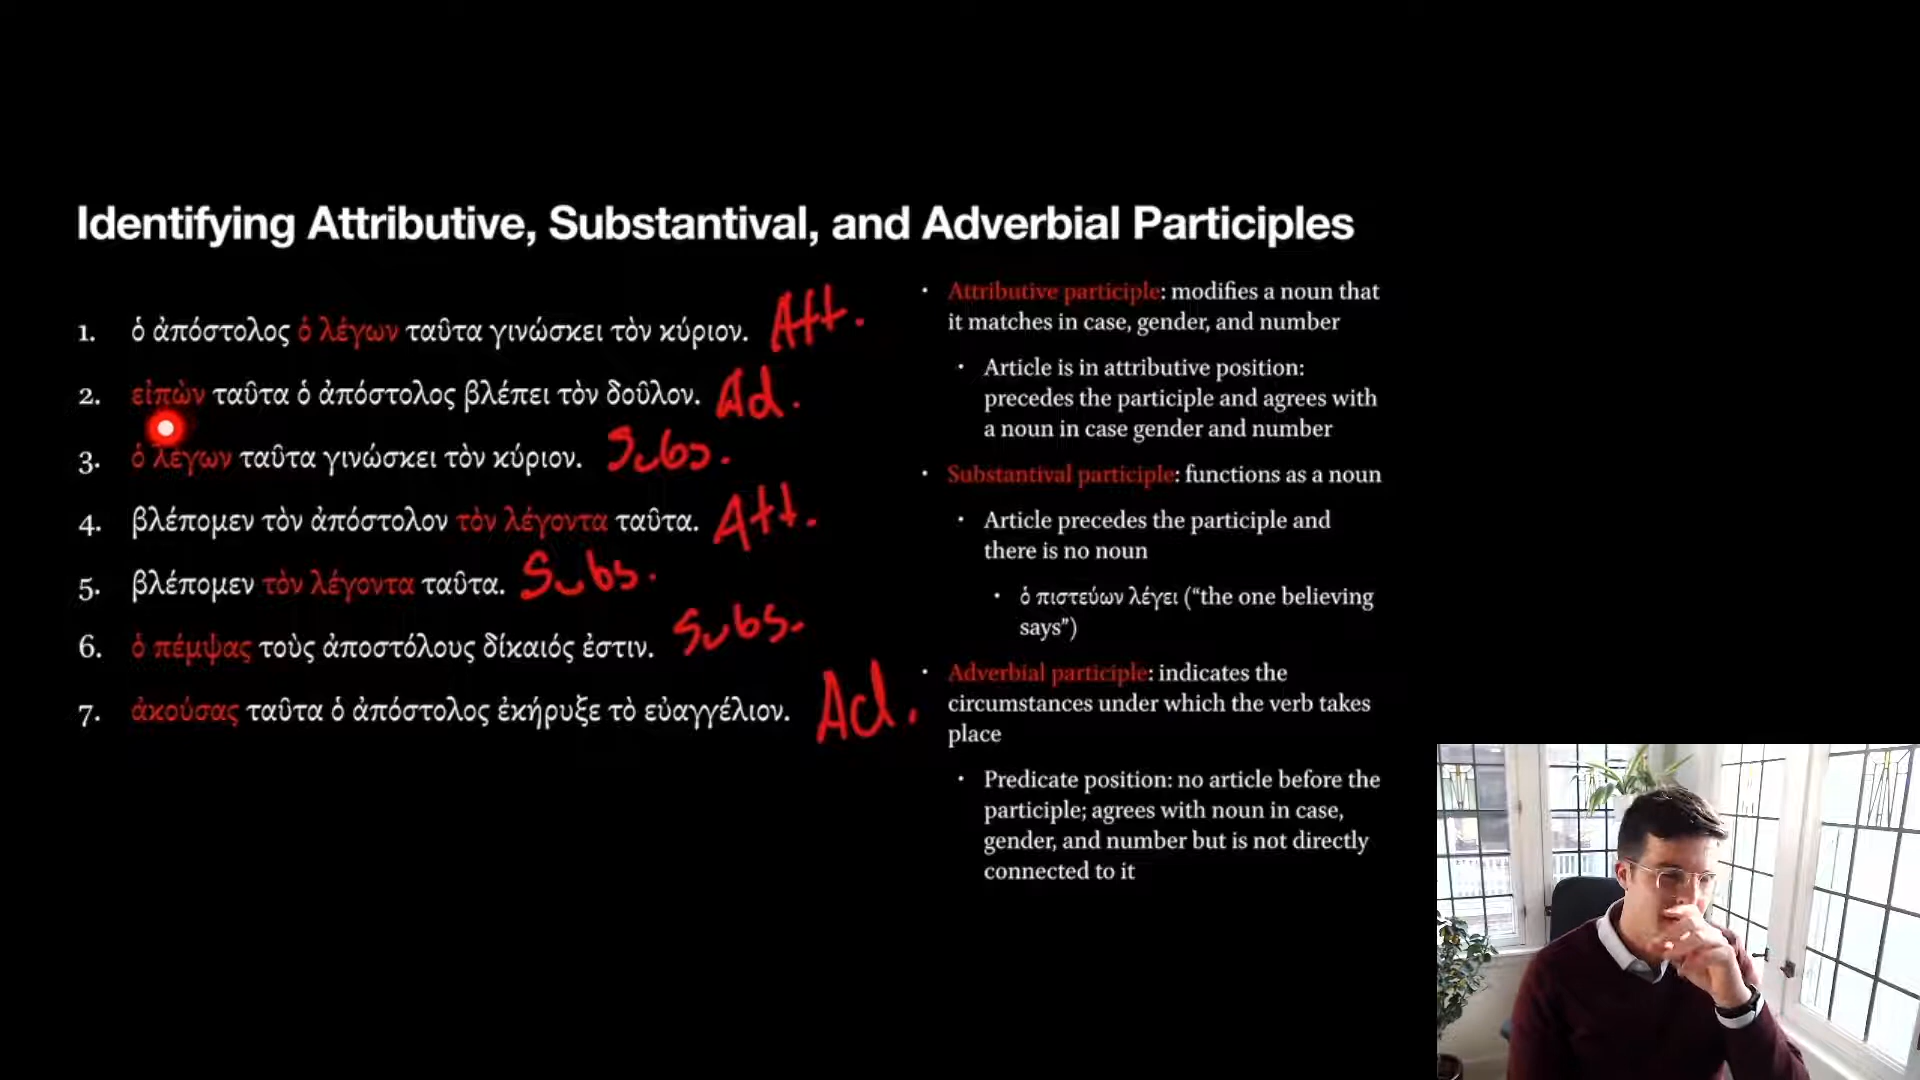 Identifying Attributive, Substantival, and Adverbial Participles
1. ὁ ἀπόστολος ὁ λέγων ταῦτα γινώσκει τὸν κύριον. Att.
2. εἰπὼν ταῦτα ὁ ἀπόστολος βλέπει τὸν δοῦλον. Ad.
3. ὁ λέγων ταῦτα γινώσκει τὸν κύριον. Subs.
4. βλέπομεν τὸν ἀπόστολον τὸν λέγοντα ταῦτα. Att.
5. βλέπομεν τὸν λέγοντα ταῦτα. Subs.
6. ὁ πέμψας τοὺς ἀποστόλους δίκαιός ἐστιν. Subs.
7. ἀκούσας ταῦτα ὁ ἀπόστολος ἐκήρυξε τὸ εὐαγγέλιον. Ad.
• Attributive participle: modifies a noun that
it matches in case, gender, and number
• Article is in attributive position:
precedes the participle and agrees with
a noun in case gender and number
• Substantival participle: functions as a noun
• Article precedes the participle and
there is no noun
• ὁ πιστεύων λέγει (“the one believing
says”)
• Adverbial participle: indicates the
circumstances under which the verb takes
place
• Predicate position: no article before the
participle; agrees with noun in case,
gender, and number but is not directly
connected to it